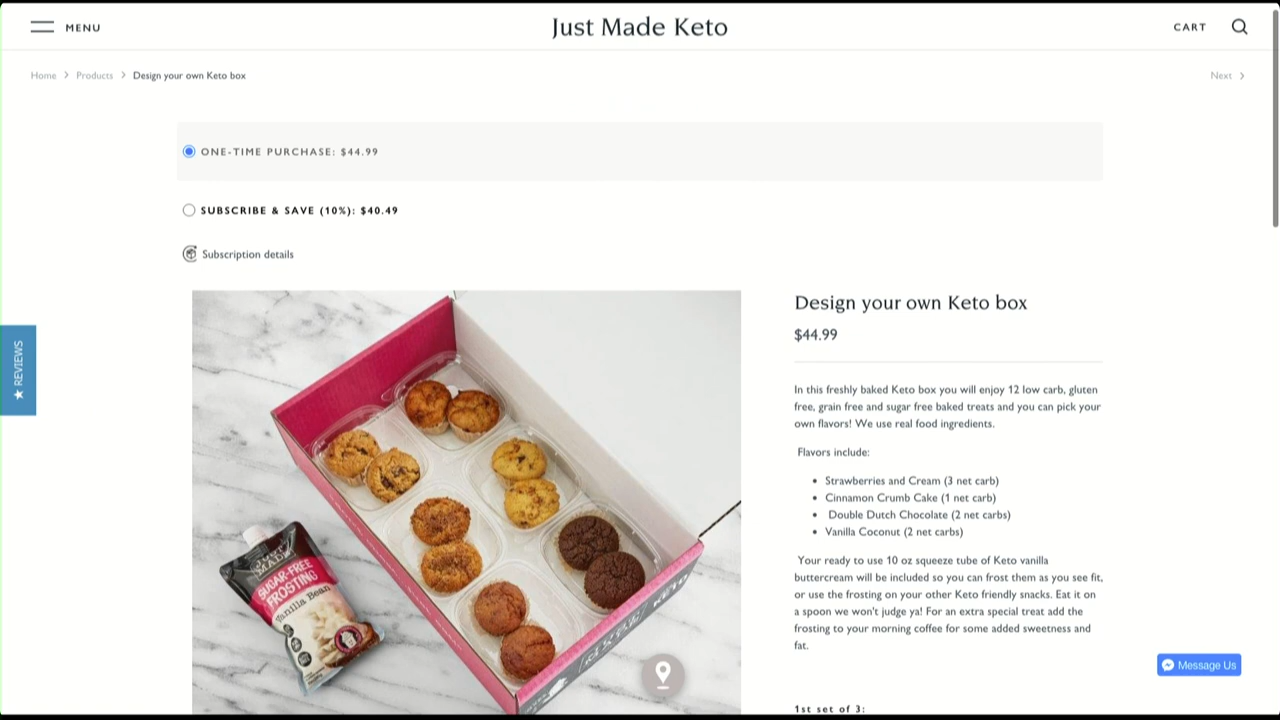 MENU
Just Made Keto
CART
Home > Products > Design your own Keto box
Next >
ONE-TIME PURCHASE: $44.99
SUBSCRIBE & SAVE (10%): $40.49
Subscription details
★ REVIEWS
Design your own Keto box
$44.99
In this freshly baked Keto box you will enjoy 12 low carb, gluten
free, grain free and sugar free baked treats and you can pick your
own flavors! We use real food ingredients.
Flavors include:
• Strawberries and Cream (3 net carb)
• Cinnamon Crumb Cake (1 net carb)
• Double Dutch Chocolate (2 net carbs)
• Vanilla Coconut (2 net carbs)
Your ready to use 10 oz squeeze tube of Keto vanilla
buttercream will be included so you can frost them as you see fit,
or use the frosting on your other Keto friendly snacks. Eat it on
a spoon we won't judge ya! For an extra special treat add the
frosting to your morning coffee for some added sweetness and
fat.
1st set of 3:
SUGAR-FREE
FROSTING
Vanilla Bean
KETO
Message Us